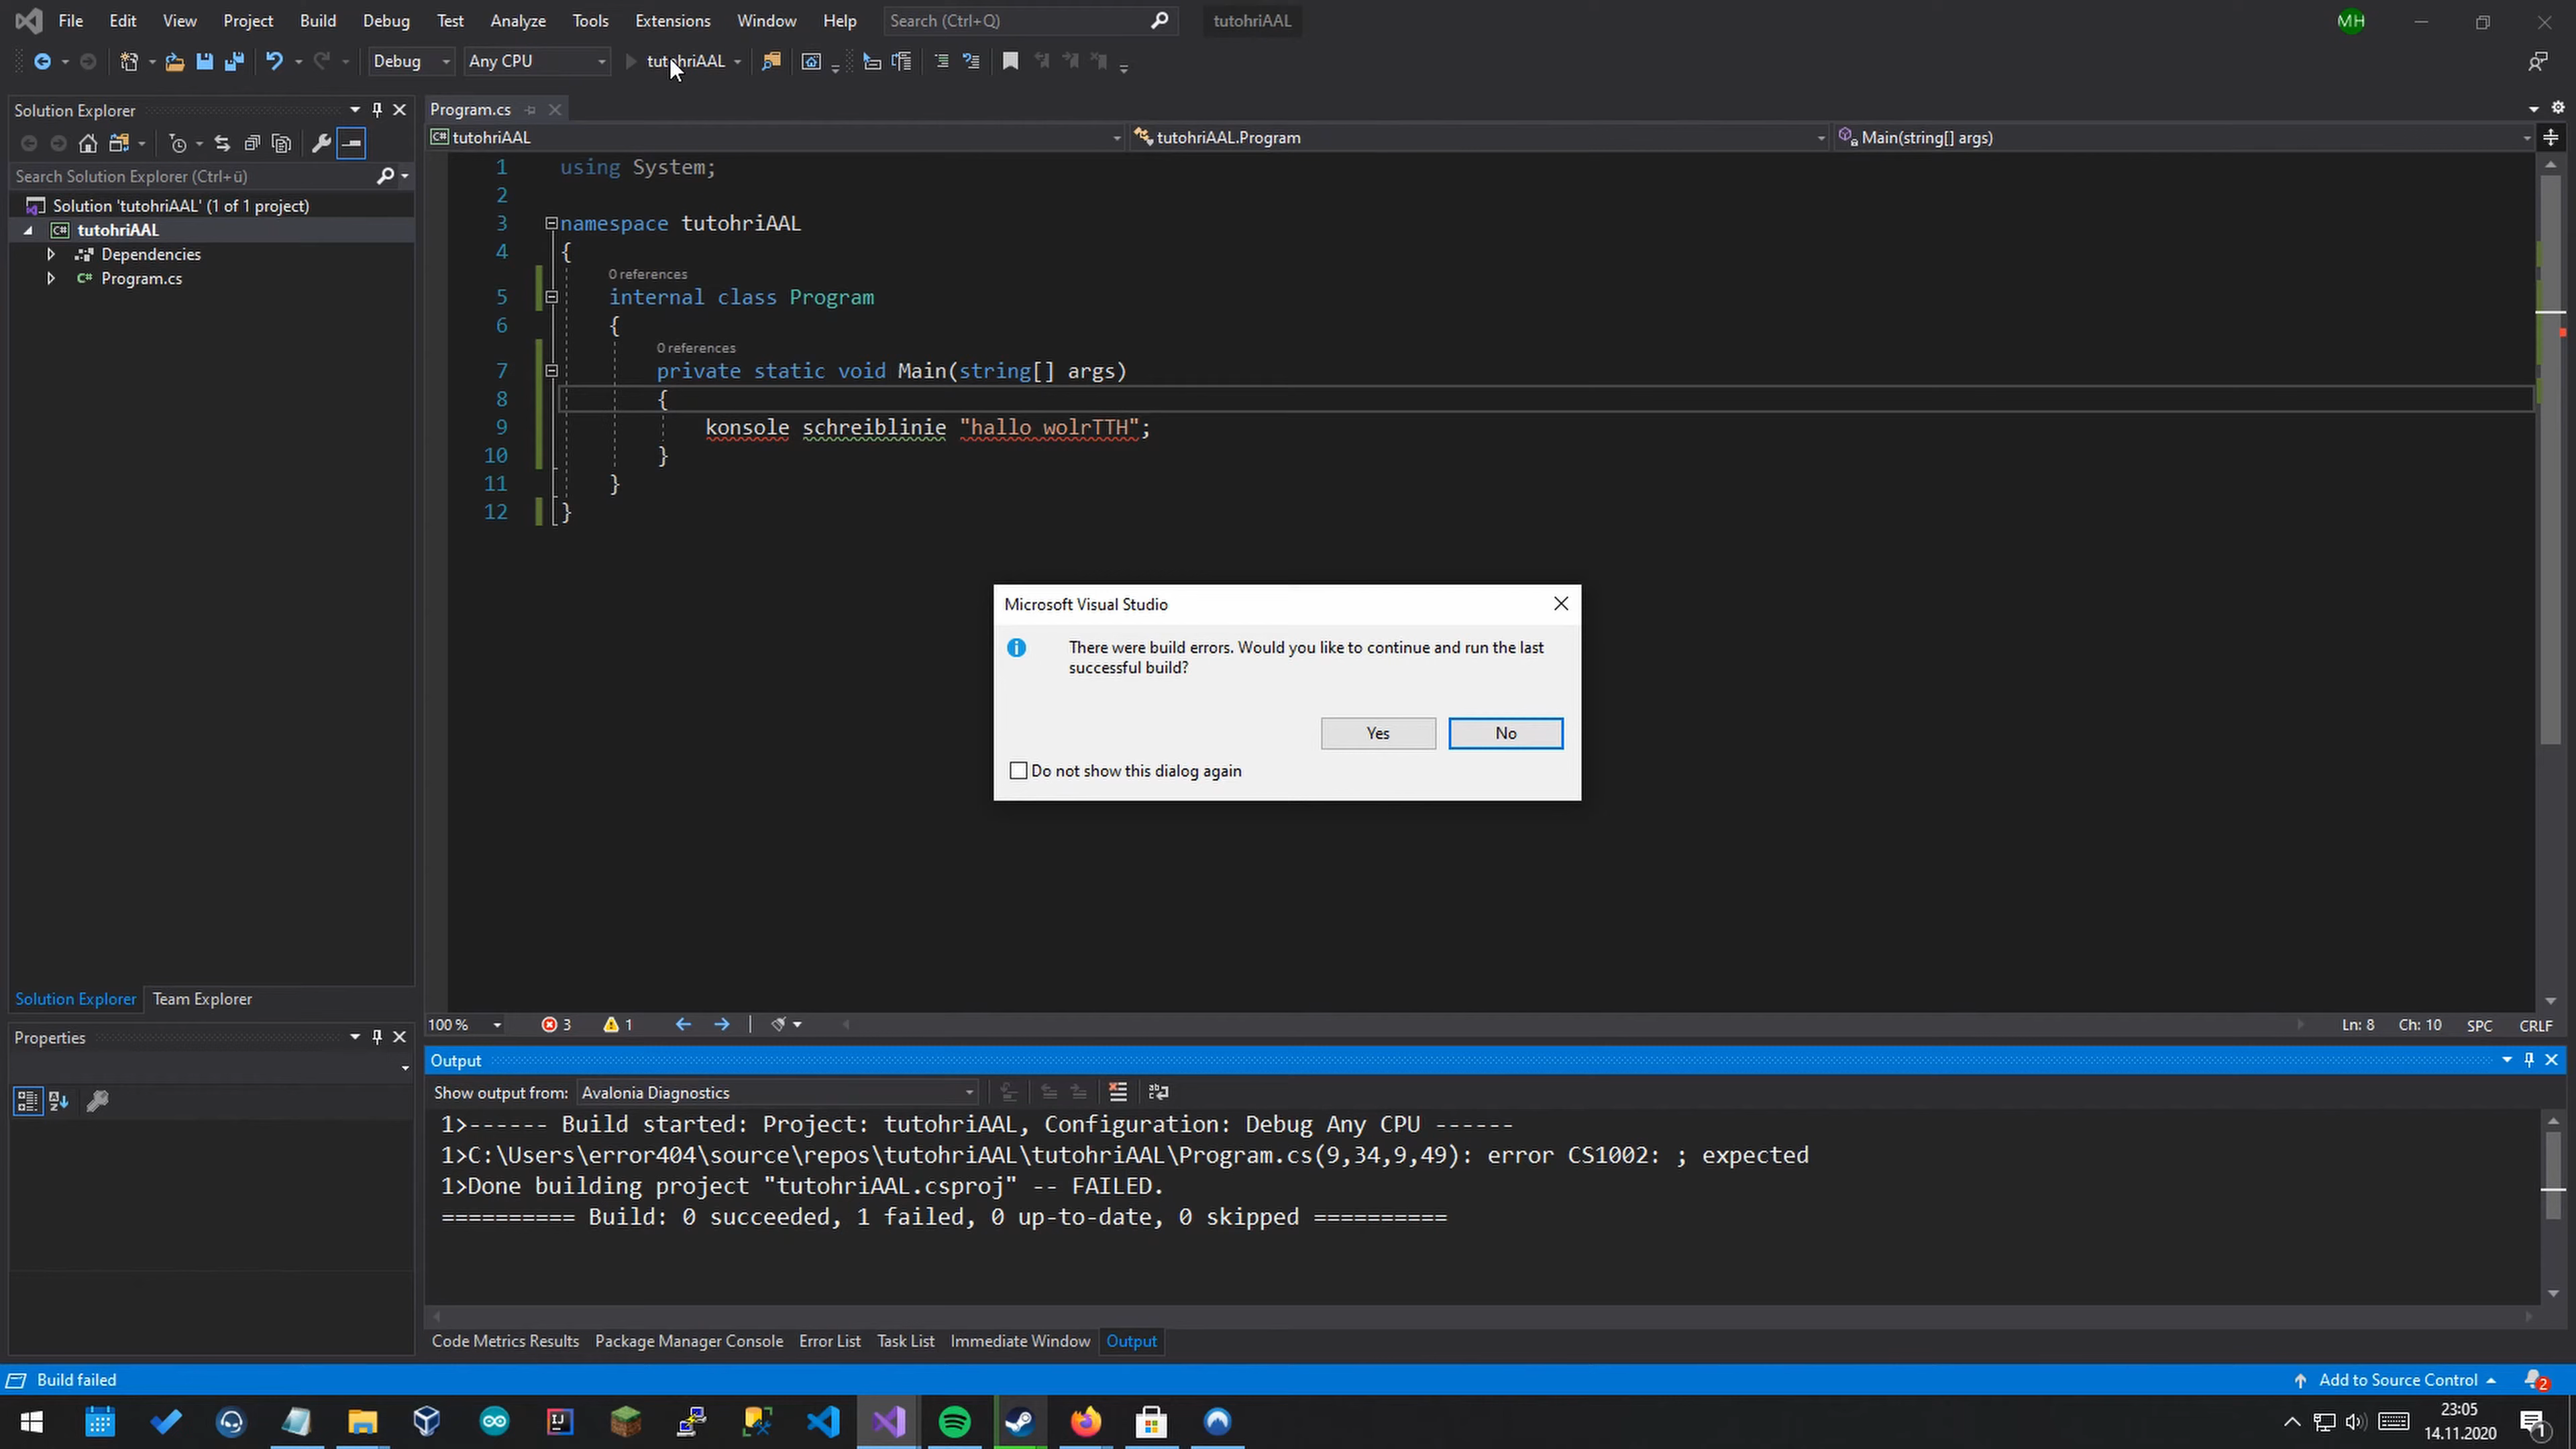 File Edit View Project Build Debug Test Analyze Tools Extensions Window Help Search (Ctrl+Q) tutohriAAL MH
Debug Any CPU tutohriAAL
Solution Explorer
Search Solution Explorer (Ctrl+ü)
Solution 'tutohriAAL' (1 of 1 project)
C# tutohriAAL
Dependencies
C# Program.cs
Solution Explorer Team Explorer
Properties
Program.cs
C# tutohriAAL tutohriAAL.Program Main(string[] args)
1 using System;
2
3 namespace tutohriAAL
4 {
0 references
5 internal class Program
6 {
0 references
7 private static void Main(string[] args)
8 {
9 konsole schreiblinie "hallo wolrTTH";
10 }
11 }
12 }
Microsoft Visual Studio
There were build errors. Would you like to continue and run the last
successful build?
Yes No
Do not show this dialog again
100 % 3 1 Ln: 8 Ch: 10 SPC CRLF
Output
Show output from: Avalonia Diagnostics
1>------ Build started: Project: tutohriAAL, Configuration: Debug Any CPU ------
1>C:\Users\error404\source\repos\tutohriAAL\tutohriAAL\Program.cs(9,34,9,49): error CS1002: ; expected
1>Done building project "tutohriAAL.csproj" -- FAILED.
========== Build: 0 succeeded, 1 failed, 0 up-to-date, 0 skipped ==========
Code Metrics Results Package Manager Console Error List Task List Immediate Window Output
Build failed Add to Source Control 2
IJ 23:05
14.11.2020 1